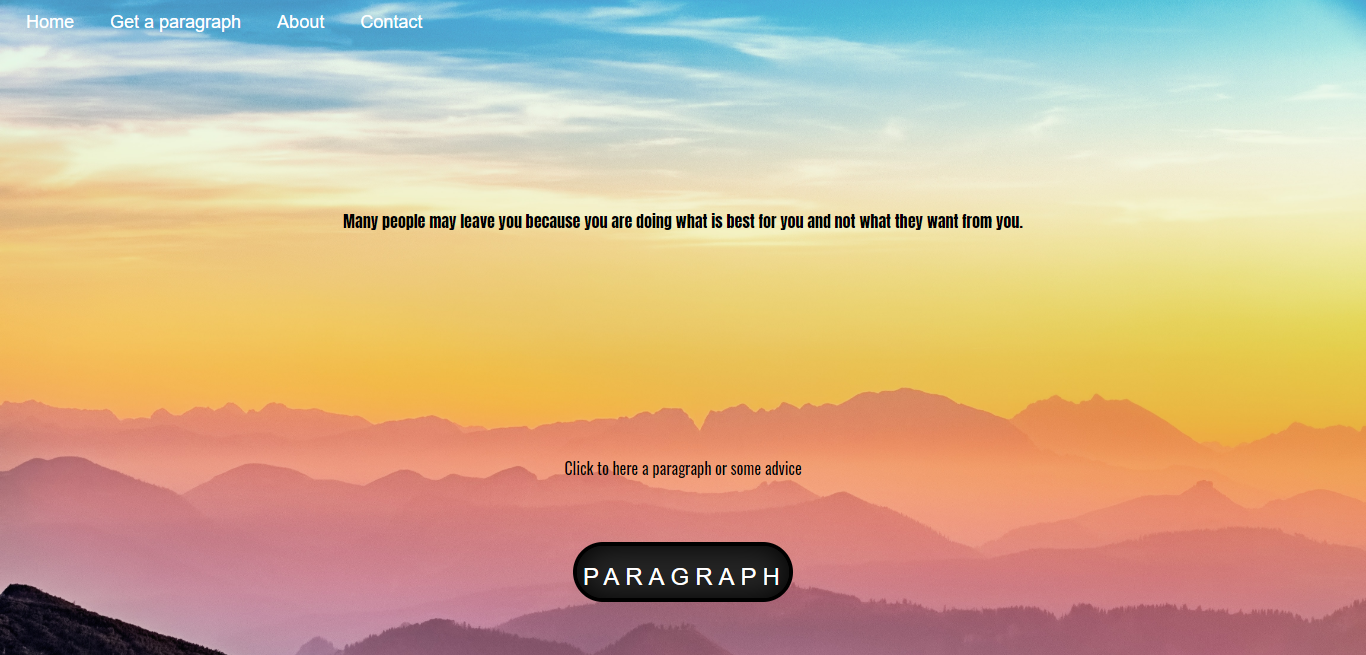 Home
Get a paragraph
About
Contact
Many people may leave you because you are doing what is best for you and not what they want from you.
Click to here a paragraph or some advice
PARAGRAPH